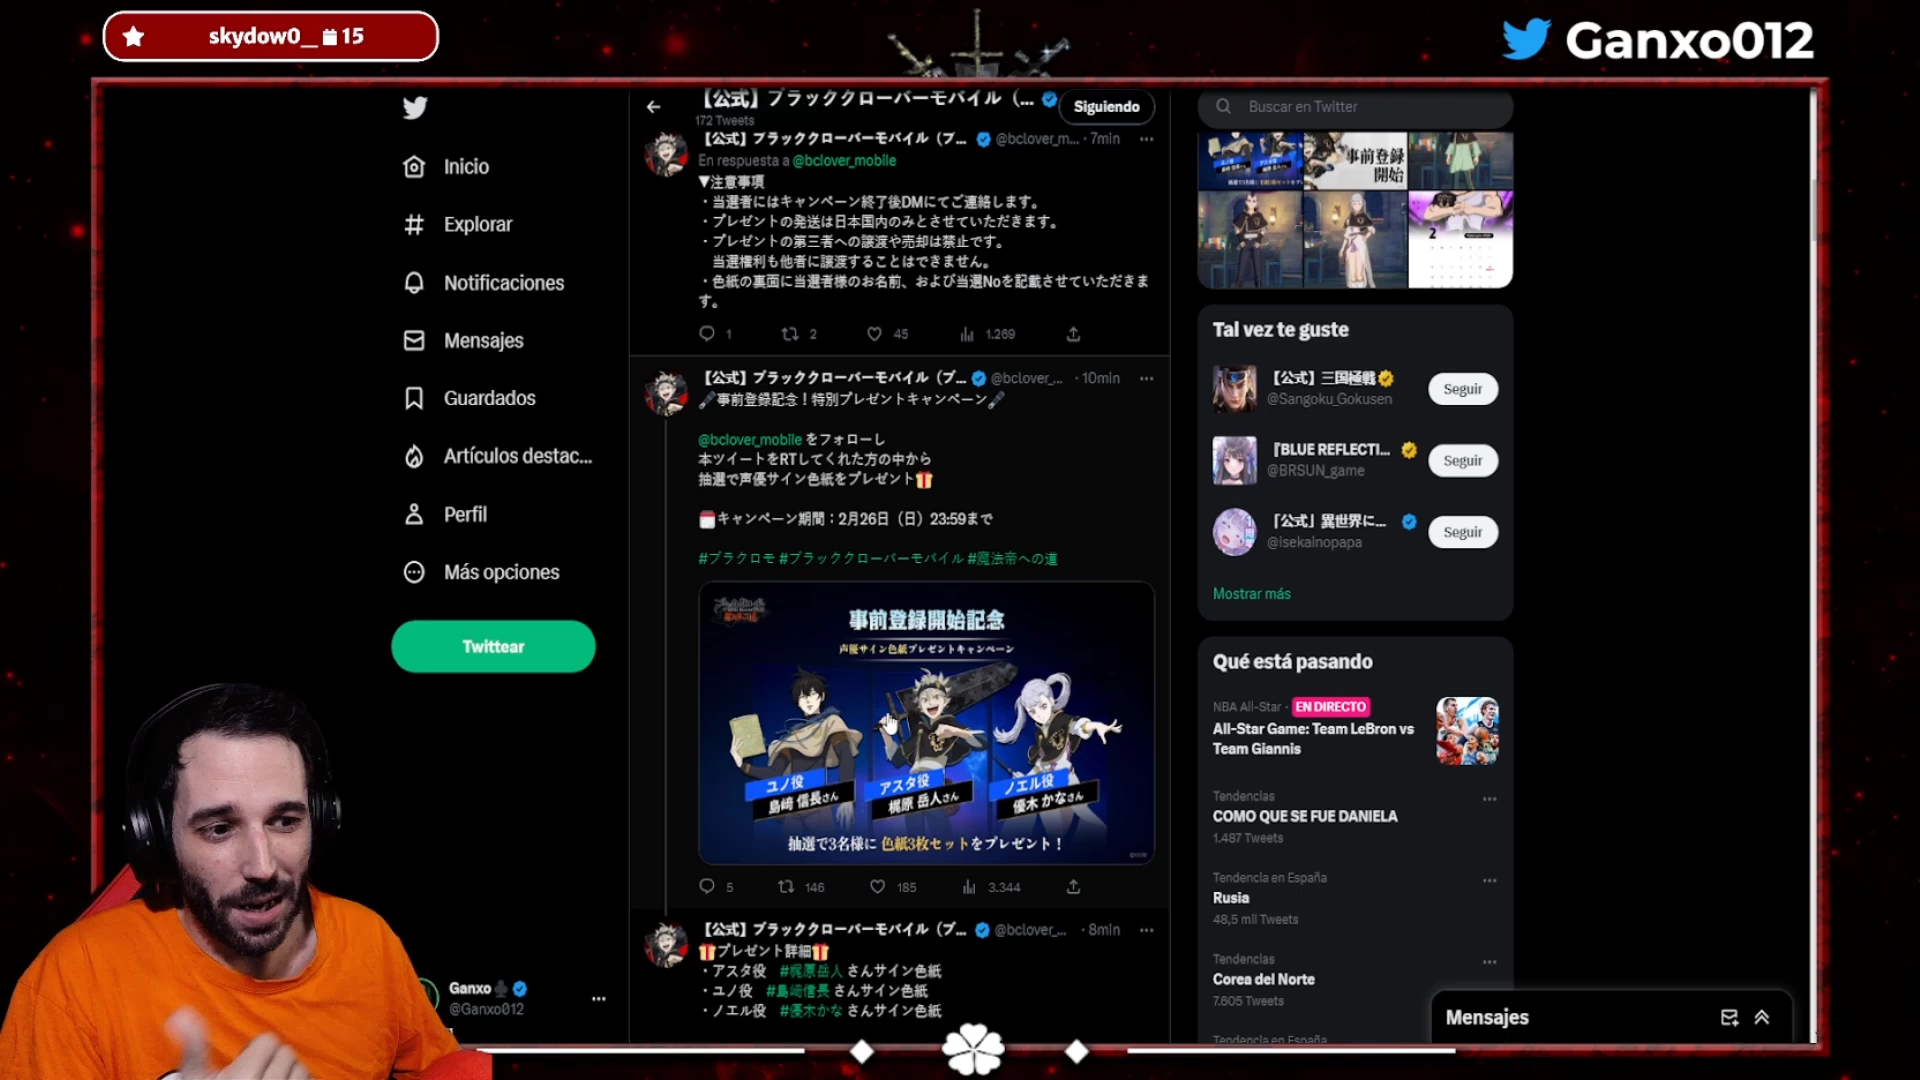 skydow0__ 15
Ganxo012
Inicio
Explorar
Notificaciones
Mensajes
Guardados
Artículos destac...
Perfil
Más opciones
Twittear
Ganxo
@Ganxo012
【公式】ブラッククローバーモバイル（...
Siguiendo
172 Tweets
【公式】ブラッククローバーモバイル（ブ... @bclover_m... · 7min
En respuesta a @bclover_mobile
▼注意事項
・当選者にはキャンペーン終了後DMにてご連絡します。
・プレゼントの発送は日本国内のみとさせていただきます。
・プレゼントの第三者への譲渡や売却は禁止です。
当選権利も他者に譲渡することはできません。
・色紙の裏面に当選者様のお名前、および当選Noを記載させていただきま
す。
1 2 45 1.269
【公式】ブラッククローバーモバイル（ブ... @bclover_... · 10min
事前登録記念！特別プレゼントキャンペーン
@bclover_mobile をフォローし
本ツイートをRTしてくれた方の中から
抽選で声優サイン色紙をプレゼント
キャンペーン期間：2月26日（日）23:59まで
#ブラクロモ #ブラッククローバーモバイル #魔法帝への道
事前登録開始記念
声優サイン色紙プレゼントキャンペーン
ユノ役
島﨑 信長さん
アスタ役
梶原 岳人さん
ノエル役
優木 かなさん
抽選で3名様に 色紙3枚セットをプレゼント！
5 146 185 3.344
【公式】ブラッククローバーモバイル（ブ... @bclover_... · 8min
プレゼント詳細
・アスタ役 #梶原岳人 さんサイン色紙
・ユノ役 #島﨑信長 さんサイン色紙
・ノエル役 #優木かな さんサイン色紙
Buscar en Twitter
事前登録
開始
2
Tal vez te guste
【公式】三国極戦
@Sangoku_Gokusen
Seguir
『BLUE REFLECTI...
@BRSUN_game
Seguir
「公式」異世界に...
@isekainopapa
Seguir
Mostrar más
Qué está pasando
NBA All-Star · EN DIRECTO
All-Star Game: Team LeBron vs
Team Giannis
Tendencias
COMO QUE SE FUE DANIELA
1.487 Tweets
Tendencia en España
Rusia
48,5 mil Tweets
Tendencias
Corea del Norte
7.605 Tweets
Tendencia en España
Mensajes